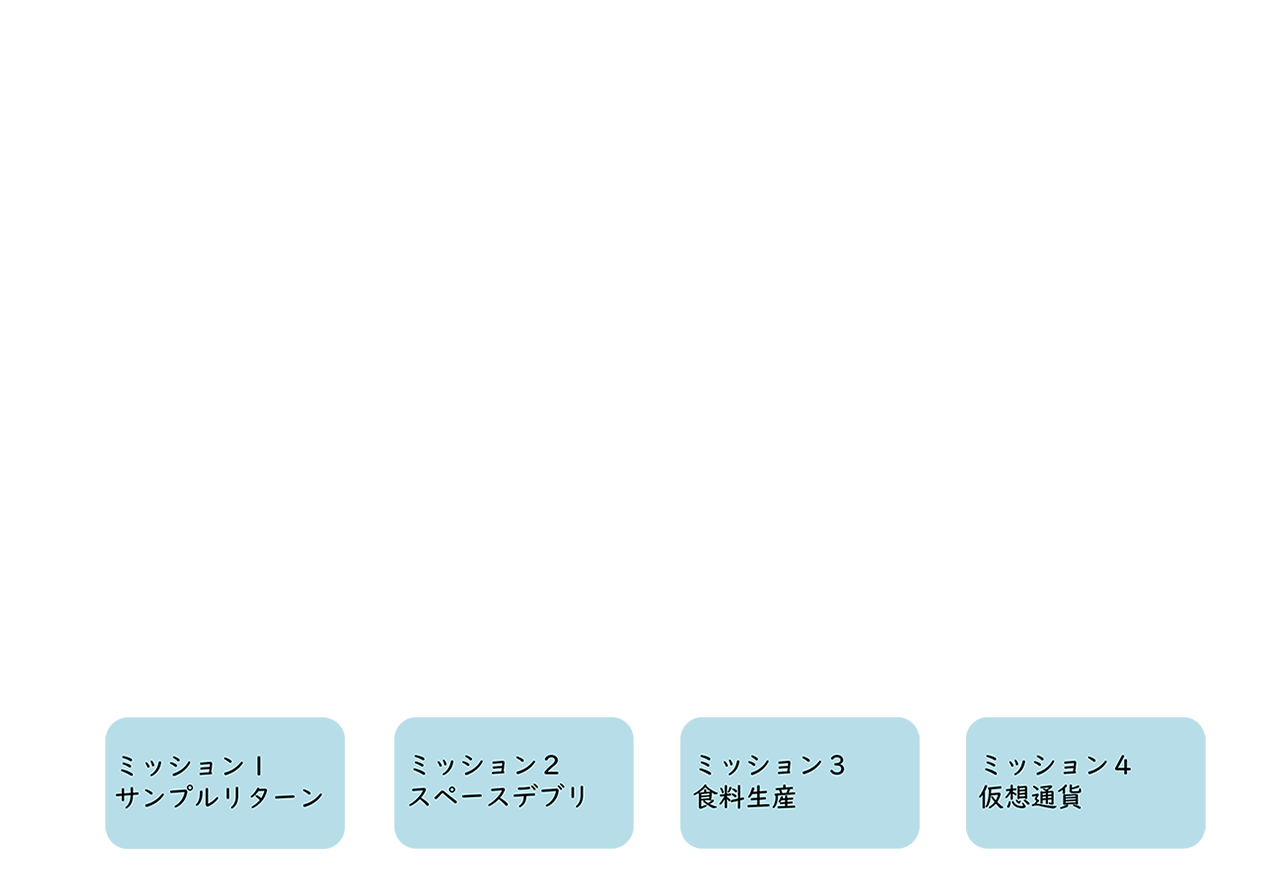 ミッション1
サンプルリターン
ミッション2
スペースデブリ
ミッション3
食料生産
ミッション4
仮想通貨